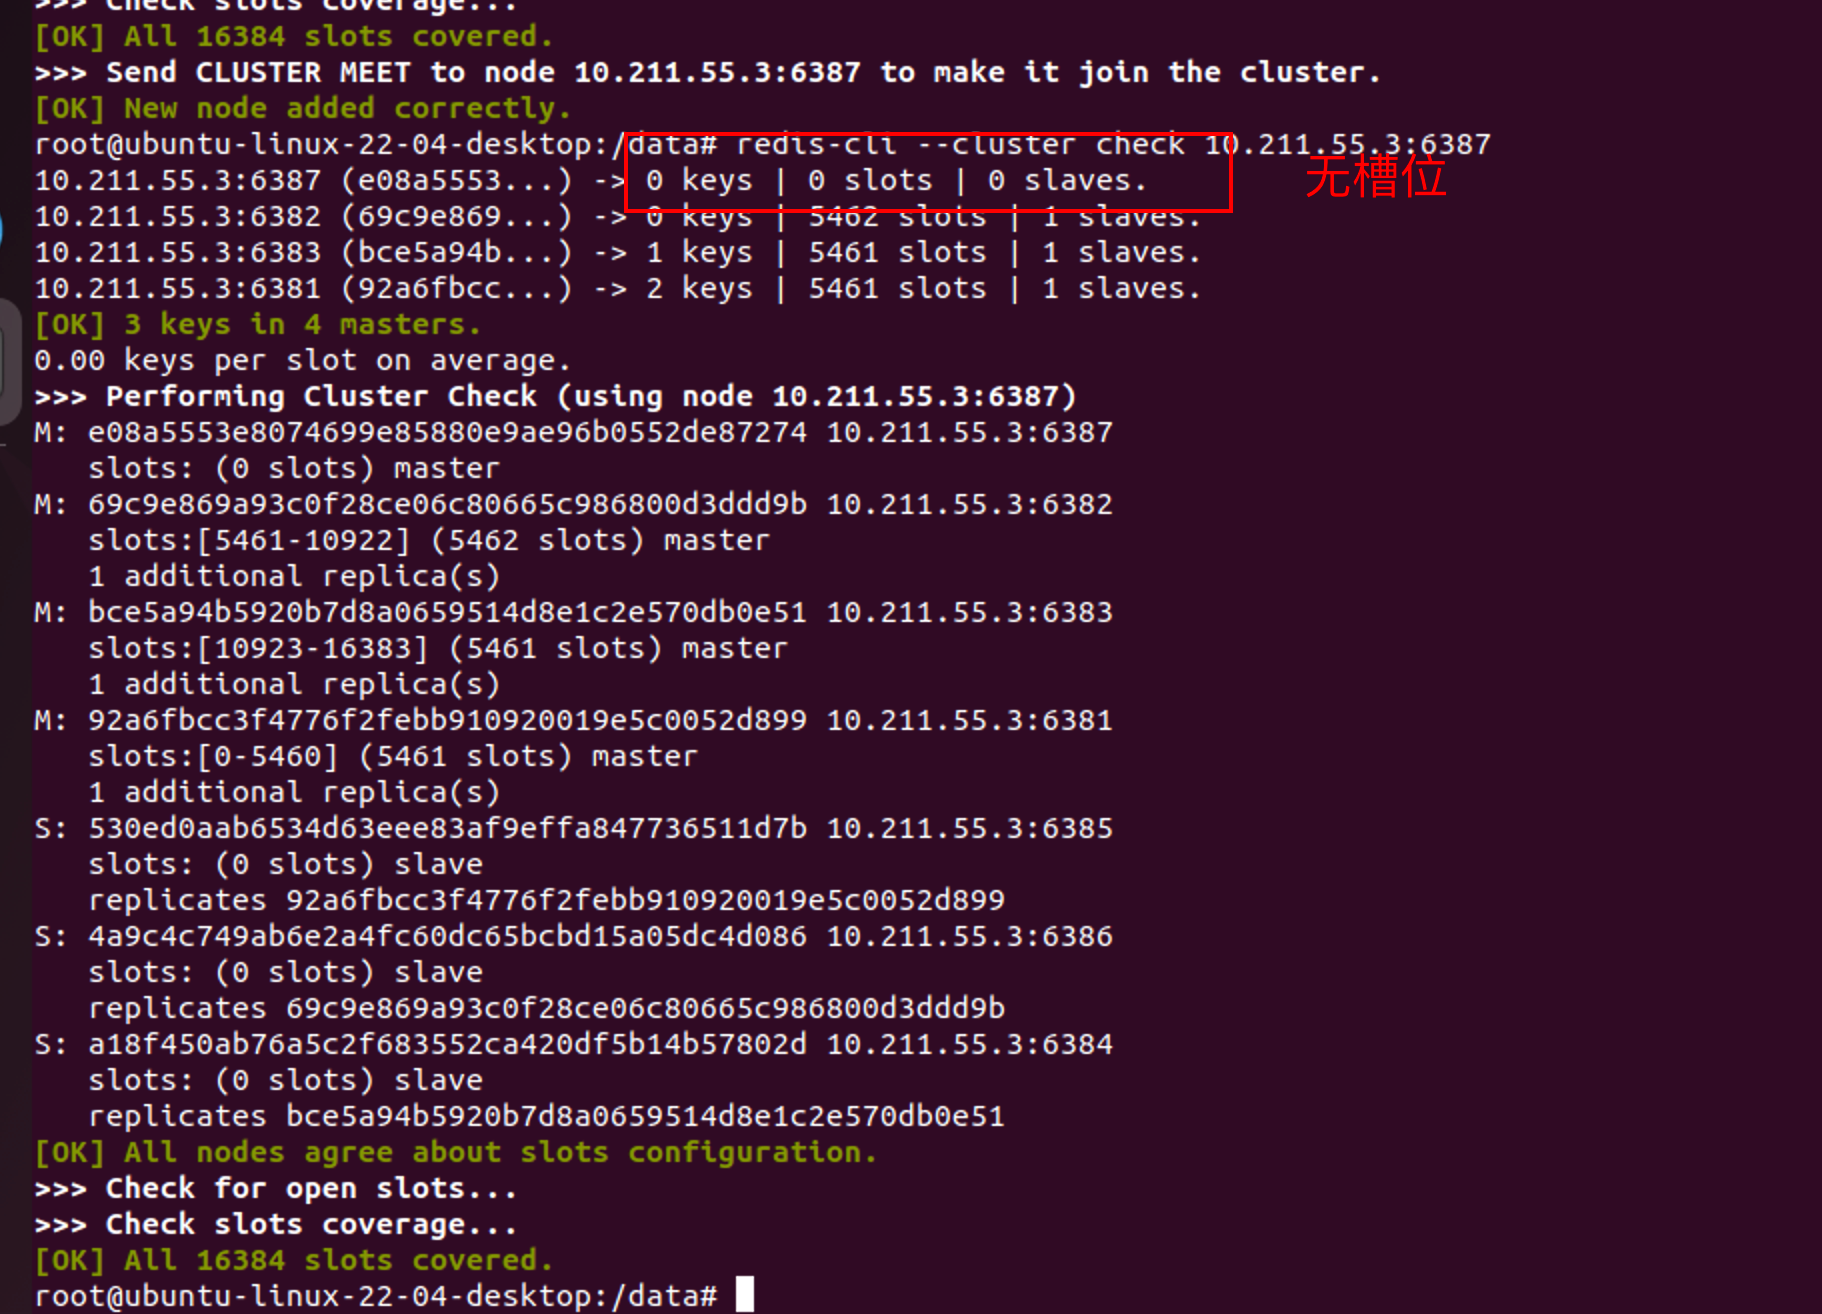 >>> Check slots coverage...
[OK] All 16384 slots covered.
>>> Send CLUSTER MEET to node 10.211.55.3:6387 to make it join the cluster.
[OK] New node added correctly.
root@ubuntu-linux-22-04-desktop:/data# redis-cli --cluster check 10.211.55.3:6387
10.211.55.3:6387 (e08a5553...) -> 0 keys | 0 slots | 0 slaves.
无槽位
10.211.55.3:6382 (69c9e869...) -> 0 keys | 5462 slots | 1 slaves.
10.211.55.3:6383 (bce5a94b...) -> 1 keys | 5461 slots | 1 slaves.
10.211.55.3:6381 (92a6fbcc...) -> 2 keys | 5461 slots | 1 slaves.
[OK] 3 keys in 4 masters.
0.00 keys per slot on average.
>>> Performing Cluster Check (using node 10.211.55.3:6387)
M: e08a5553e8074699e85880e9ae96b0552de87274 10.211.55.3:6387
   slots: (0 slots) master
M: 69c9e869a93c0f28ce06c80665c986800d3ddd9b 10.211.55.3:6382
   slots:[5461-10922] (5462 slots) master
   1 additional replica(s)
M: bce5a94b5920b7d8a0659514d8e1c2e570db0e51 10.211.55.3:6383
   slots:[10923-16383] (5461 slots) master
   1 additional replica(s)
M: 92a6fbcc3f4776f2febb910920019e5c0052d899 10.211.55.3:6381
   slots:[0-5460] (5461 slots) master
   1 additional replica(s)
S: 530ed0aab6534d63eee83af9effa847736511d7b 10.211.55.3:6385
   slots: (0 slots) slave
   replicates 92a6fbcc3f4776f2febb910920019e5c0052d899
S: 4a9c4c749ab6e2a4fc60dc65bcbd15a05dc4d086 10.211.55.3:6386
   slots: (0 slots) slave
   replicates 69c9e869a93c0f28ce06c80665c986800d3ddd9b
S: a18f450ab76a5c2f683552ca420df5b14b57802d 10.211.55.3:6384
   slots: (0 slots) slave
   replicates bce5a94b5920b7d8a0659514d8e1c2e570db0e51
[OK] All nodes agree about slots configuration.
>>> Check for open slots...
>>> Check slots coverage...
[OK] All 16384 slots covered.
root@ubuntu-linux-22-04-desktop:/data#